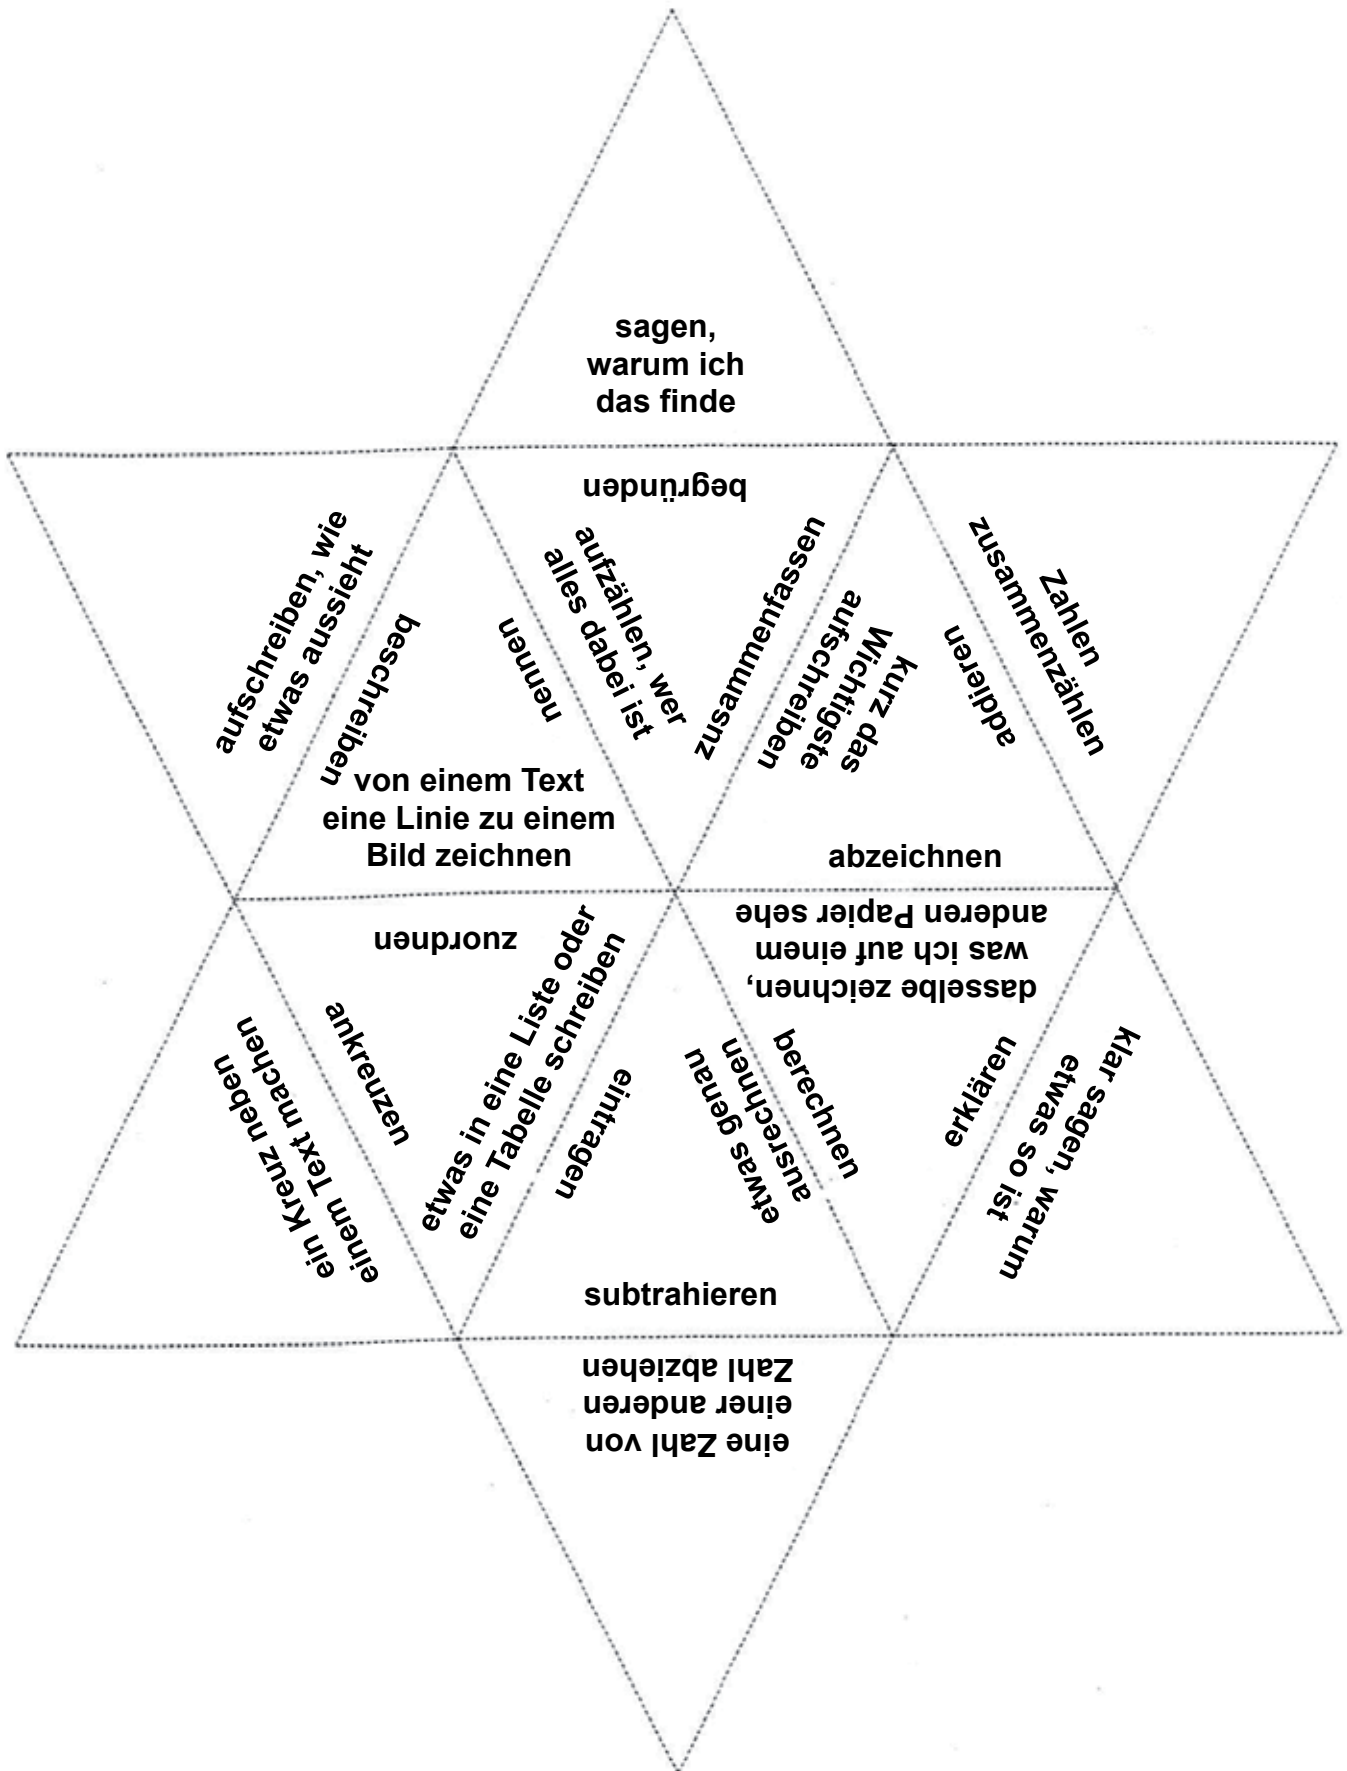 sagen,
warum ich
das finde
begründen
aufschreiben, wie
etwas aussieht
beschreiben
nennen
aufzählen, wer
alles dabei ist
zusammenfassen
kurz das
Wichtigste
aufschreiben
addieren
Zahlen
zusammenzählen
von einem Text
eine Linie zu einem
Bild zeichnen
abzeichnen
zuordnen
dasselbe zeichnen,
was ich auf einem
anderen Papier sehe
ein Kreuz neben
einem Text machen
ankreuzen
etwas in eine Liste oder
eine Tabelle schreiben
eintragen
etwas genau
ausrechnen
berechnen
erklären
klar sagen, warum
etwas so ist
subtrahieren
eine Zahl von
einer anderen
Zahl abziehen